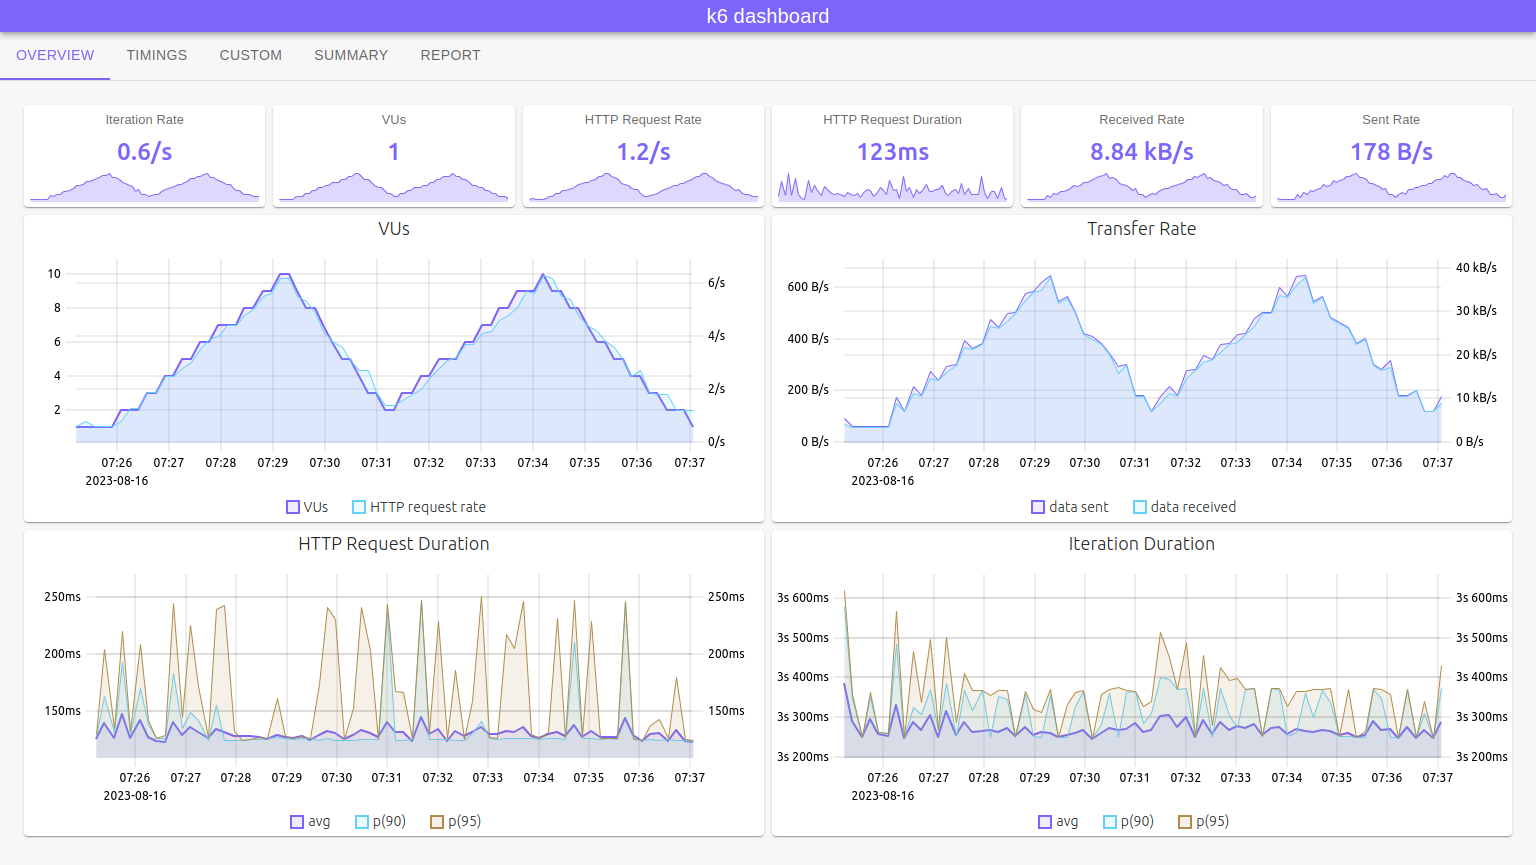 k6 dashboard
OVERVIEW TIMINGS CUSTOM SUMMARY REPORT
Iteration Rate
0.6/s
VUs
1
HTTP Request Rate
1.2/s
HTTP Request Duration
123ms
Received Rate
8.84 kB/s
Sent Rate
178 B/s
VUs
10
8
6
4
2
6/s
4/s
2/s
0/s
07:26 07:27 07:28 07:29 07:30 07:31 07:32 07:33 07:34 07:35 07:36 07:37
2023-08-16
VUs HTTP request rate
Transfer Rate
600 B/s
400 B/s
200 B/s
0 B/s
40 kB/s
30 kB/s
20 kB/s
10 kB/s
0 B/s
07:26 07:27 07:28 07:29 07:30 07:31 07:32 07:33 07:34 07:35 07:36 07:37
2023-08-16
data sent data received
HTTP Request Duration
250ms
200ms
150ms
250ms
200ms
150ms
07:26 07:27 07:28 07:29 07:30 07:31 07:32 07:33 07:34 07:35 07:36 07:37
2023-08-16
avg p(90) p(95)
Iteration Duration
3s 600ms
3s 500ms
3s 400ms
3s 300ms
3s 200ms
3s 600ms
3s 500ms
3s 400ms
3s 300ms
3s 200ms
07:26 07:27 07:28 07:29 07:30 07:31 07:32 07:33 07:34 07:35 07:36 07:37
2023-08-16
avg p(90) p(95)